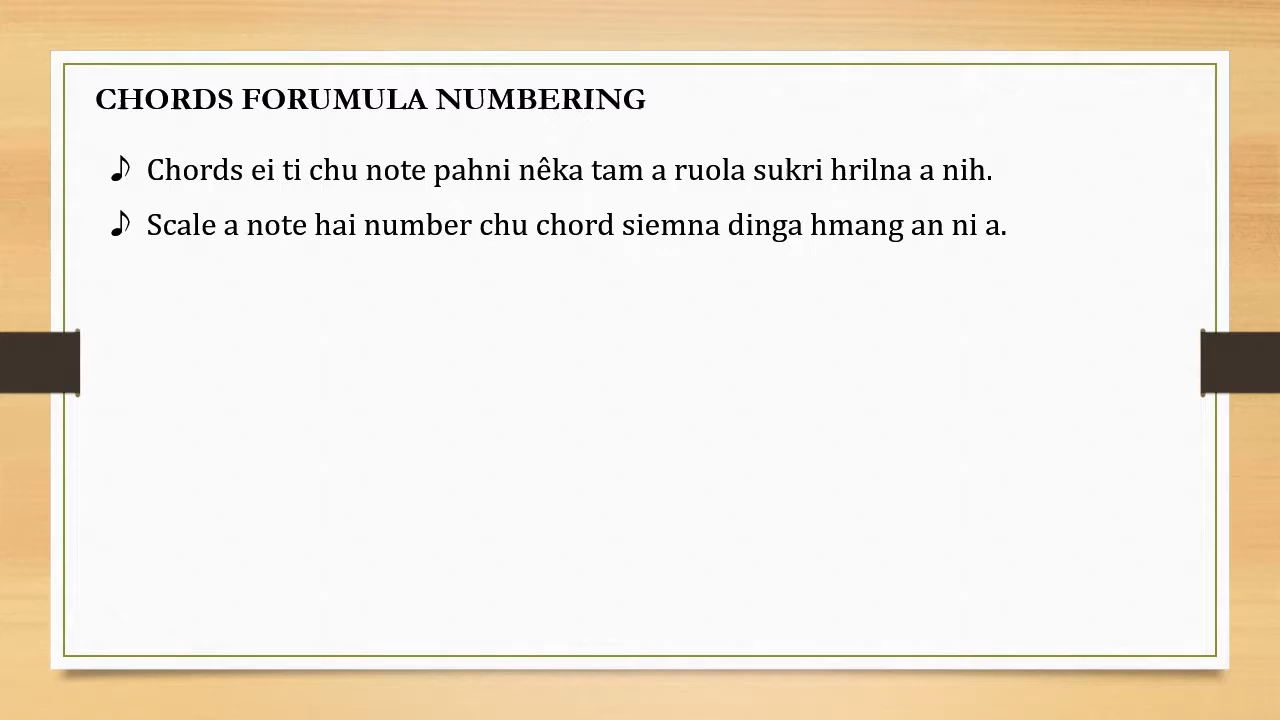 CHORDS FORUMULA NUMBERING
Chords ei ti chu note pahni nêka tam a ruola sukri hrilna a nih.
Scale a note hai number chu chord siemna dinga hmang an ni a.